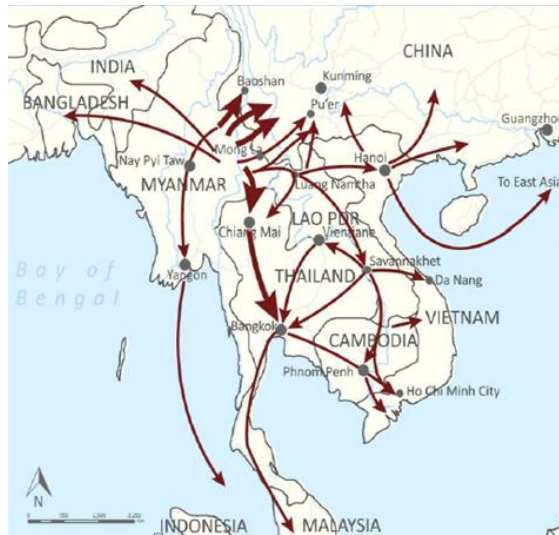 CHINA
INDIA
Baoshan
Kunming
BANGLADESH
Pu'er
Guangzhou
Mong La
Nay Pyi Taw
Hanoi
MYANMAR
Luang Namtha
To East Asia
LAO PDR
Chiang Mai
Vientiane
Savannakhet
Yangon
THAILAND
Bay of
Bengal
Da Nang
VIETNAM
Bangkok
CAMBODIA
Phnom Penh
Ho Chi Minh City
N
INDONESIA
MALAYSIA